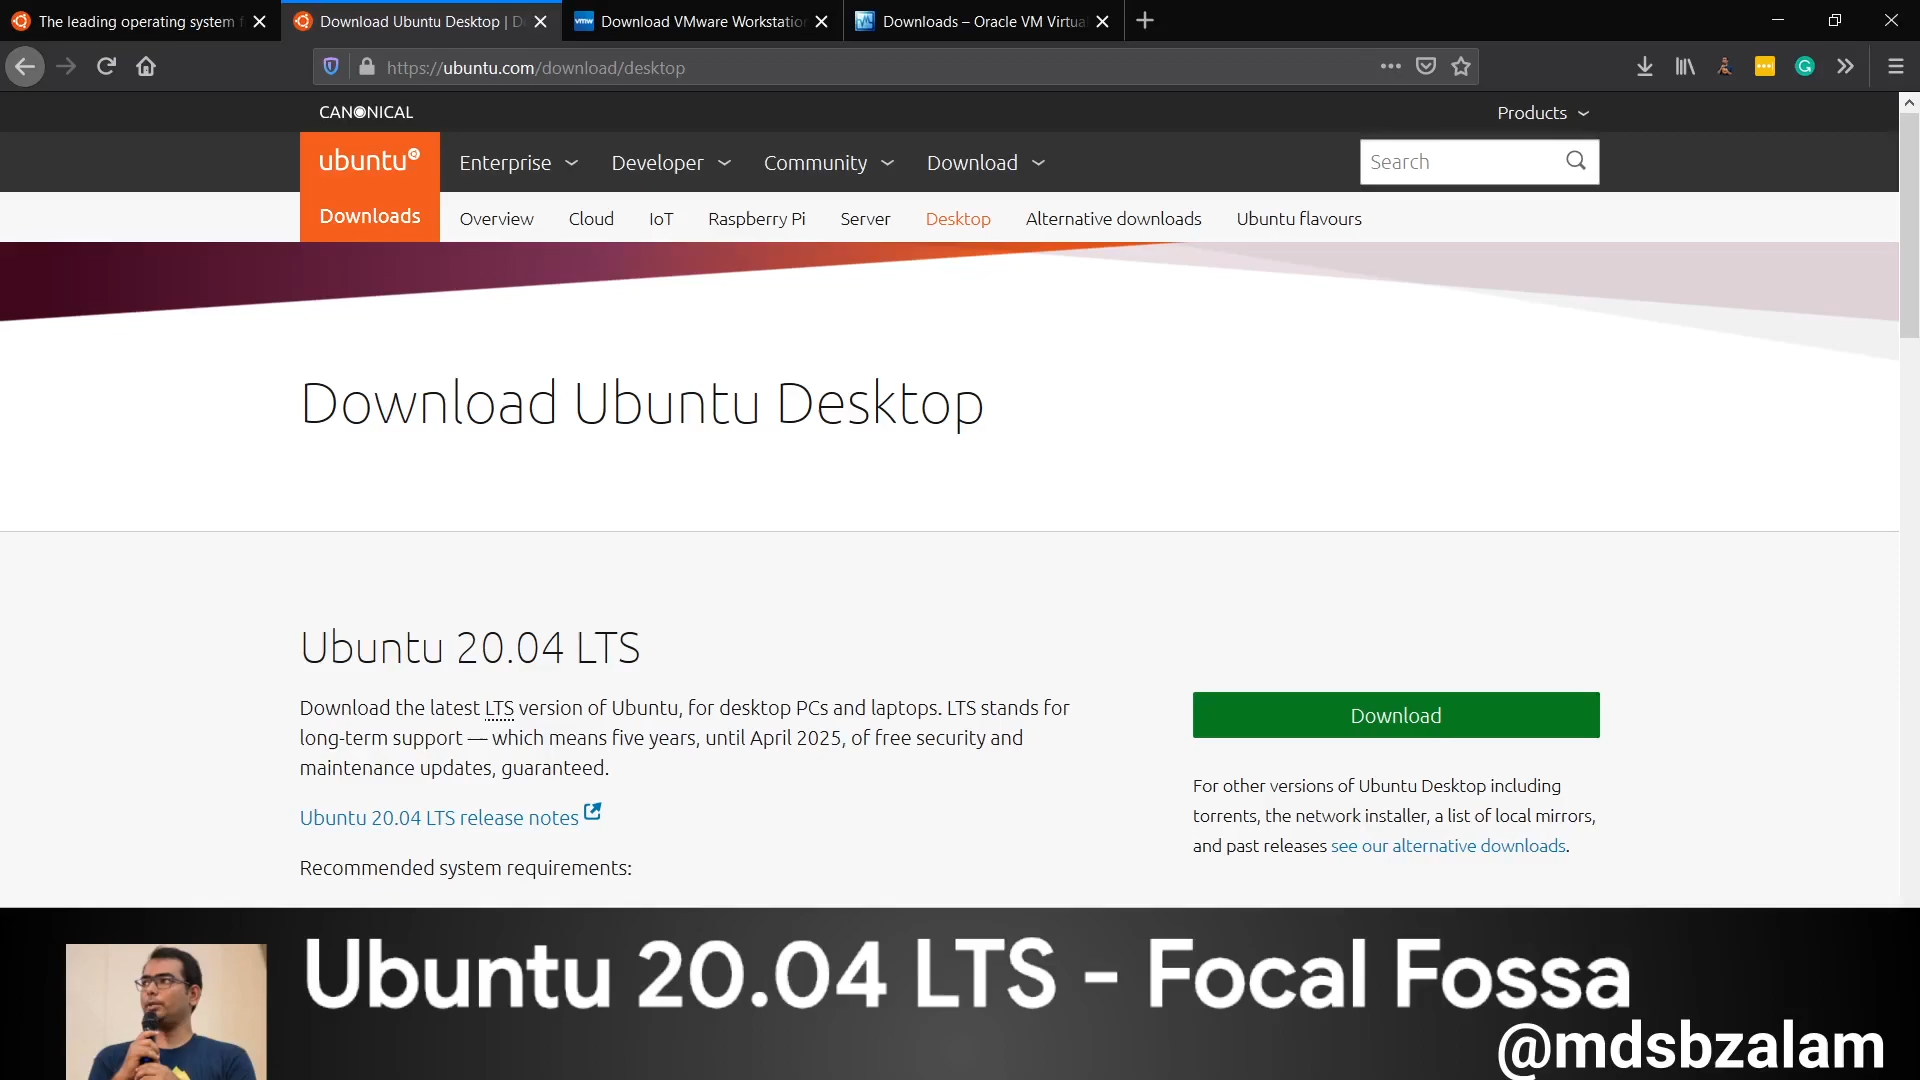 The leading operating system f
Download Ubuntu Desktop | D
vmw
Download VMware Workstation
Downloads – Oracle VM Virtua
https://ubuntu.com/download/desktop
CANONICAL
Products
ubuntu
Enterprise
Developer
Community
Download
Search
Downloads
Overview
Cloud
IoT
Raspberry Pi
Server
Desktop
Alternative downloads
Ubuntu flavours
Download Ubuntu Desktop
Ubuntu 20.04 LTS
Download the latest LTS version of Ubuntu, for desktop PCs and laptops. LTS stands for
long-term support — which means five years, until April 2025, of free security and
maintenance updates, guaranteed.
Ubuntu 20.04 LTS release notes
Recommended system requirements:
Download
For other versions of Ubuntu Desktop including
torrents, the network installer, a list of local mirrors,
and past releases see our alternative downloads.
Ubuntu 20.04 LTS - Focal Fossa
@mdsbzalam